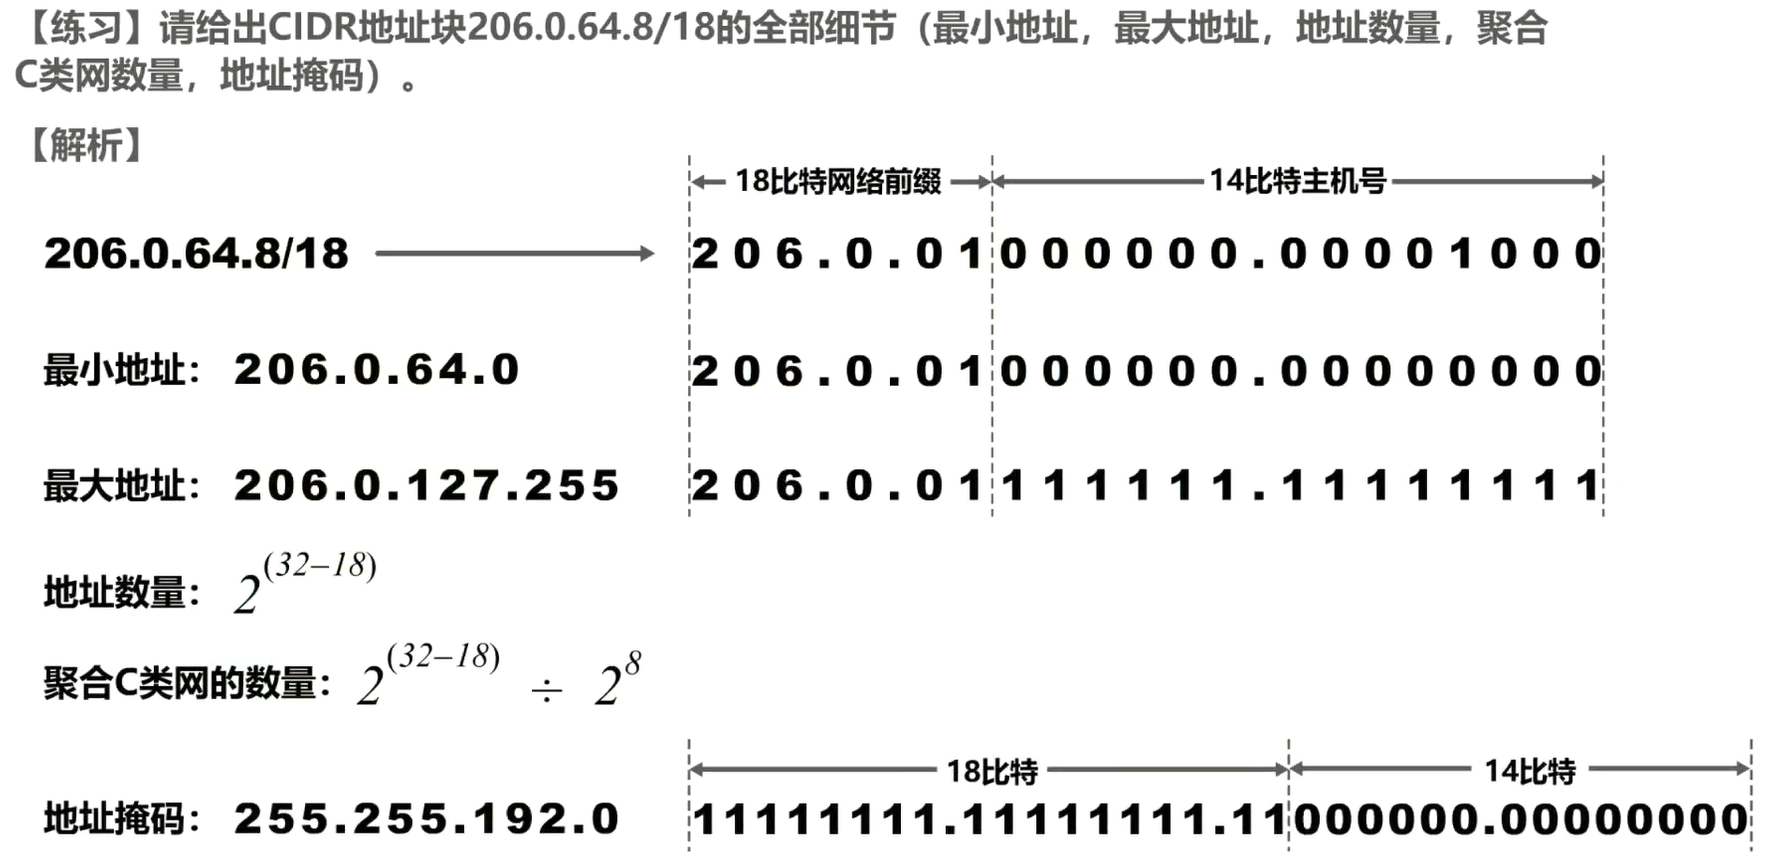 【练习】请给出CIDR地址块206.0.64.8/18的全部细节（最小地址，最大地址，地址数量，聚合
C类网数量，地址掩码）。
【解析】
18比特网络前缀 14比特主机号
206.0.64.8/18 206.0.01000000.00001000
最小地址： 206.0.64.0 206.0.01000000.00000000
最大地址： 206.0.127.255 206.0.01111111.11111111
地址数量： 2^(32–18)
聚合C类网的数量： 2^(32–18) ÷ 2^8
18比特 14比特
地址掩码： 255.255.192.0 11111111.11111111.11000000.00000000